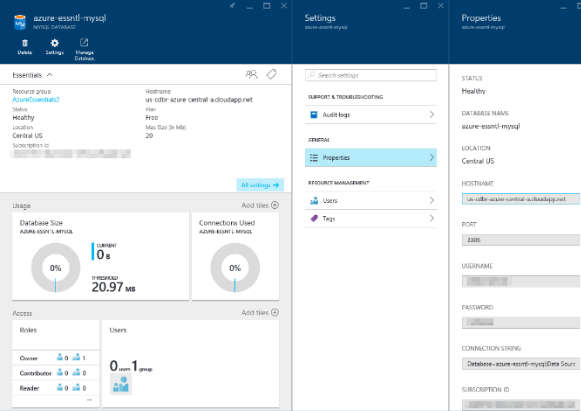 azure-essntl-mysql
MYSQL DATABASE
Delete
Settings
Manage
Database.
Essentials
Resource group
AzureEssentials2
Status
Healthy
Location
Central US
Subscription id
Hostname
us-cdbr-azure-central-a.cloudapp.net
Plan
Free
Max Size (in Mb)
20
All settings →
Usage
Add tiles
Database Size
AZURE-ESSNTL-MYSQL
0%
CURRENT
0 B
THRESHOLD
20.97 MB
Connections Used
AZURE-ESSNTL-MYSQL
0%
Access
Add tiles
Roles
Owner 0 1
Contributor 0 0
Reader 0 0
...
Users
0 users 1 group
Settings
azure-essntl-mysql
Search settings
SUPPORT & TROUBLESHOOTING
Audit logs
GENERAL
Properties
RESOURCE MANAGEMENT
Users
Tags
Properties
azure-essntl-mysql
STATUS
Healthy
DATABASE NAME
azure-essntl-mysql
LOCATION
Central US
HOSTNAME
us-cdbr-azure-central-a.cloudapp.net
PORT
3306
USERNAME
PASSWORD
CONNECTION STRING
Database=azure-essntl-mysql;Data Sourc
SUBSCRIPTION ID